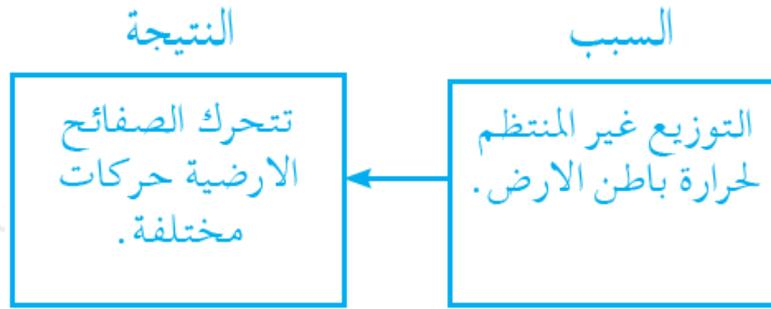 السبب
التوزيع غير المنتظم
لحرارة باطن الارض.
النتيجة
تتحرك الصفائح
الارضية حركات
مختلفة.